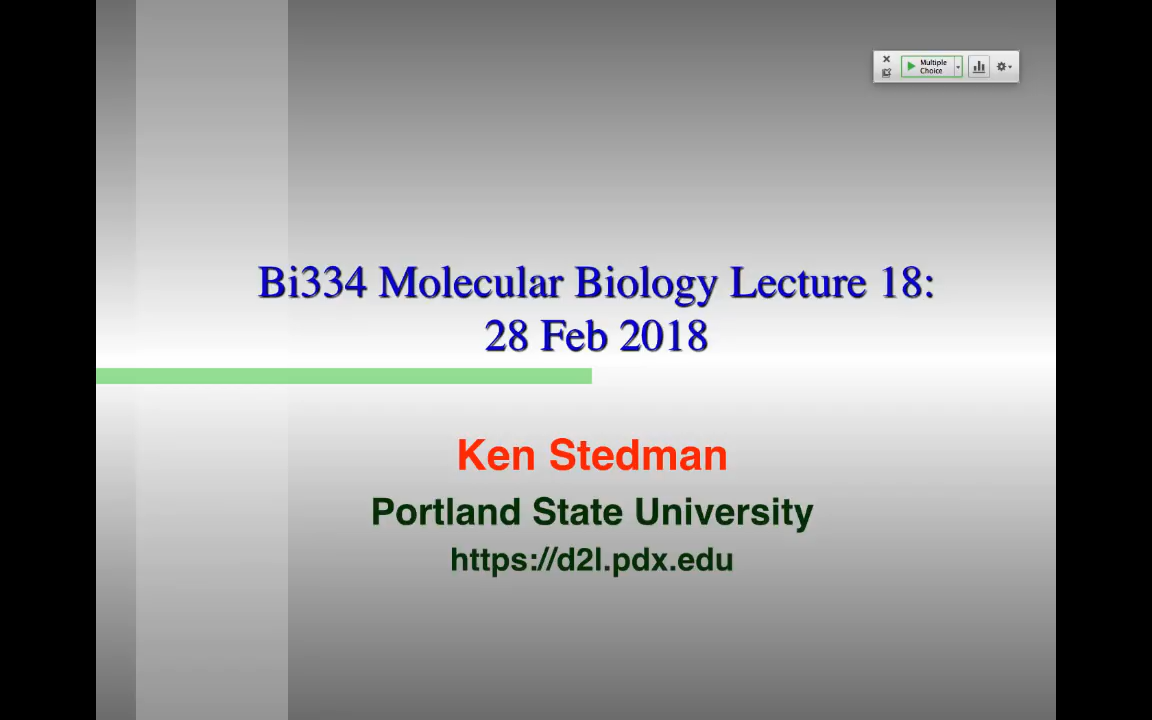 Multiple
Choice
Bi334 Molecular Biology Lecture 18:
28 Feb 2018
Ken Stedman
Portland State University
https://d2l.pdx.edu